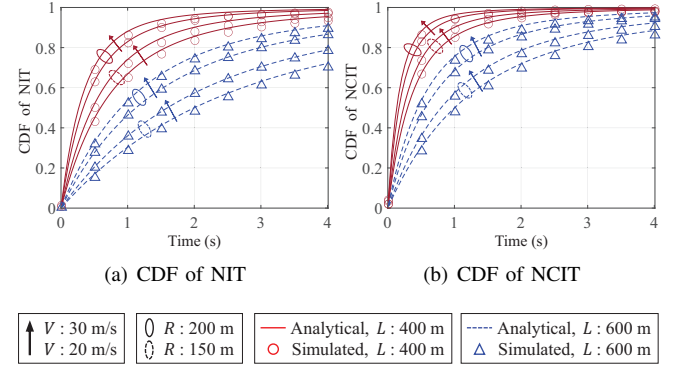 CDF of NIT
1
0.8
0.6
0.4
0.2
0
0 1 2 3 4
Time (s)
(a) CDF of NIT
CDF of NCIT
1
0.8
0.6
0.4
0.2
0
0 1 2 3 4
Time (s)
(b) CDF of NCIT
V : 30 m/s
V : 20 m/s
R : 200 m
R : 150 m
Analytical, L : 400 m
Simulated, L : 400 m
Analytical, L : 600 m
Simulated, L : 600 m